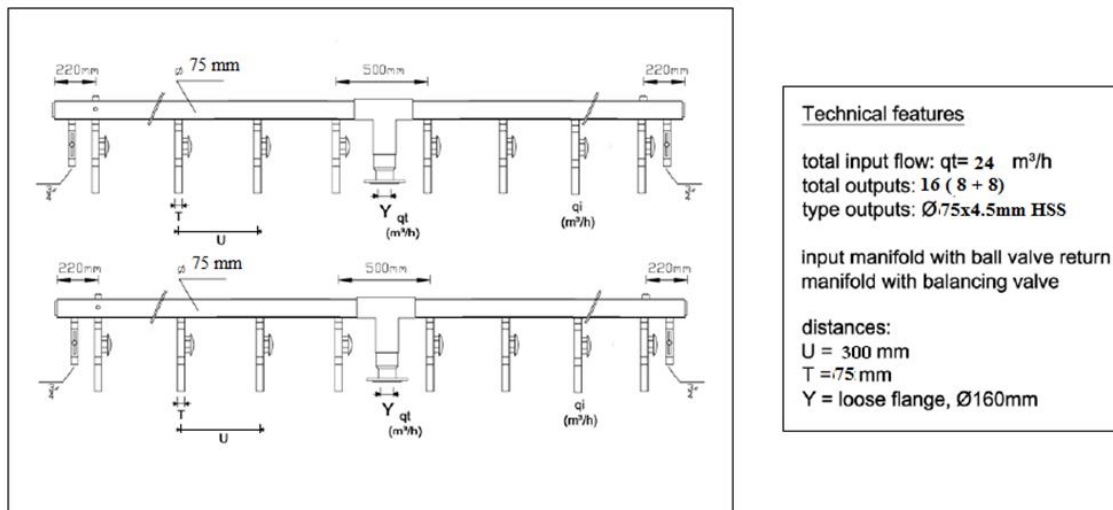 ø 75 mm
220mm
500mm
220mm
T
U
Y qt
(m³/h)
qi
(m³/h)
ø 75 mm
220mm
500mm
220mm
T
U
Y qt
(m³/h)
qi
(m³/h)
Technical features
total input flow: qt= 24 m³/h
total outputs: 16 ( 8 + 8)
type outputs: Ø 75x4.5mm HSS
input manifold with ball valve return
manifold with balancing valve
distances:
U = 300 mm
T =75 mm
Y = loose flange, Ø160mm